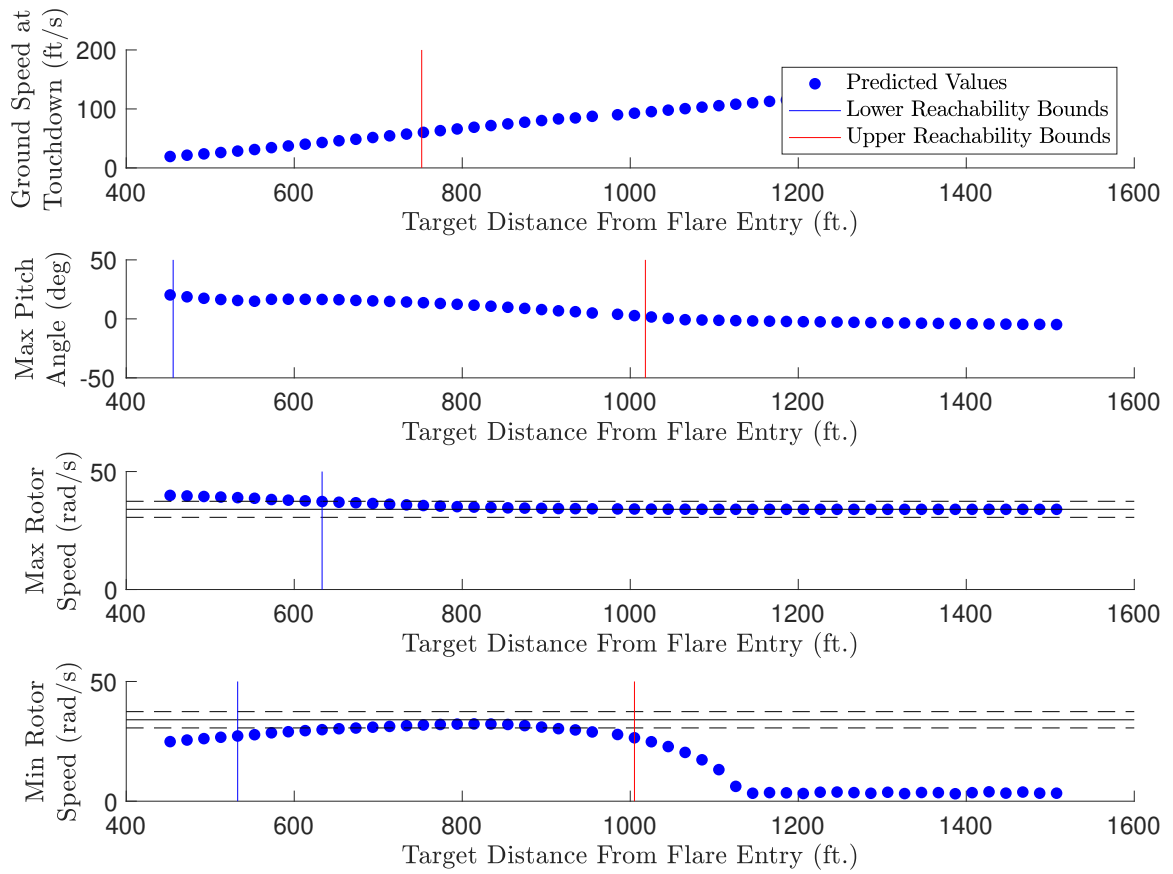 Ground Speed at
Touchdown (ft/s)
200
100
0
400
600
800
1000
1200
1400
1600
Target Distance From Flare Entry (ft.)
Predicted Values
Lower Reachability Bounds
Upper Reachability Bounds
Max Pitch
Angle (deg)
50
0
-50
400
600
800
1000
1200
1400
1600
Target Distance From Flare Entry (ft.)
Max Rotor
Speed (rad/s)
50
0
400
600
800
1000
1200
1400
1600
Target Distance From Flare Entry (ft.)
Min Rotor
Speed (rad/s)
50
0
400
600
800
1000
1200
1400
1600
Target Distance From Flare Entry (ft.)